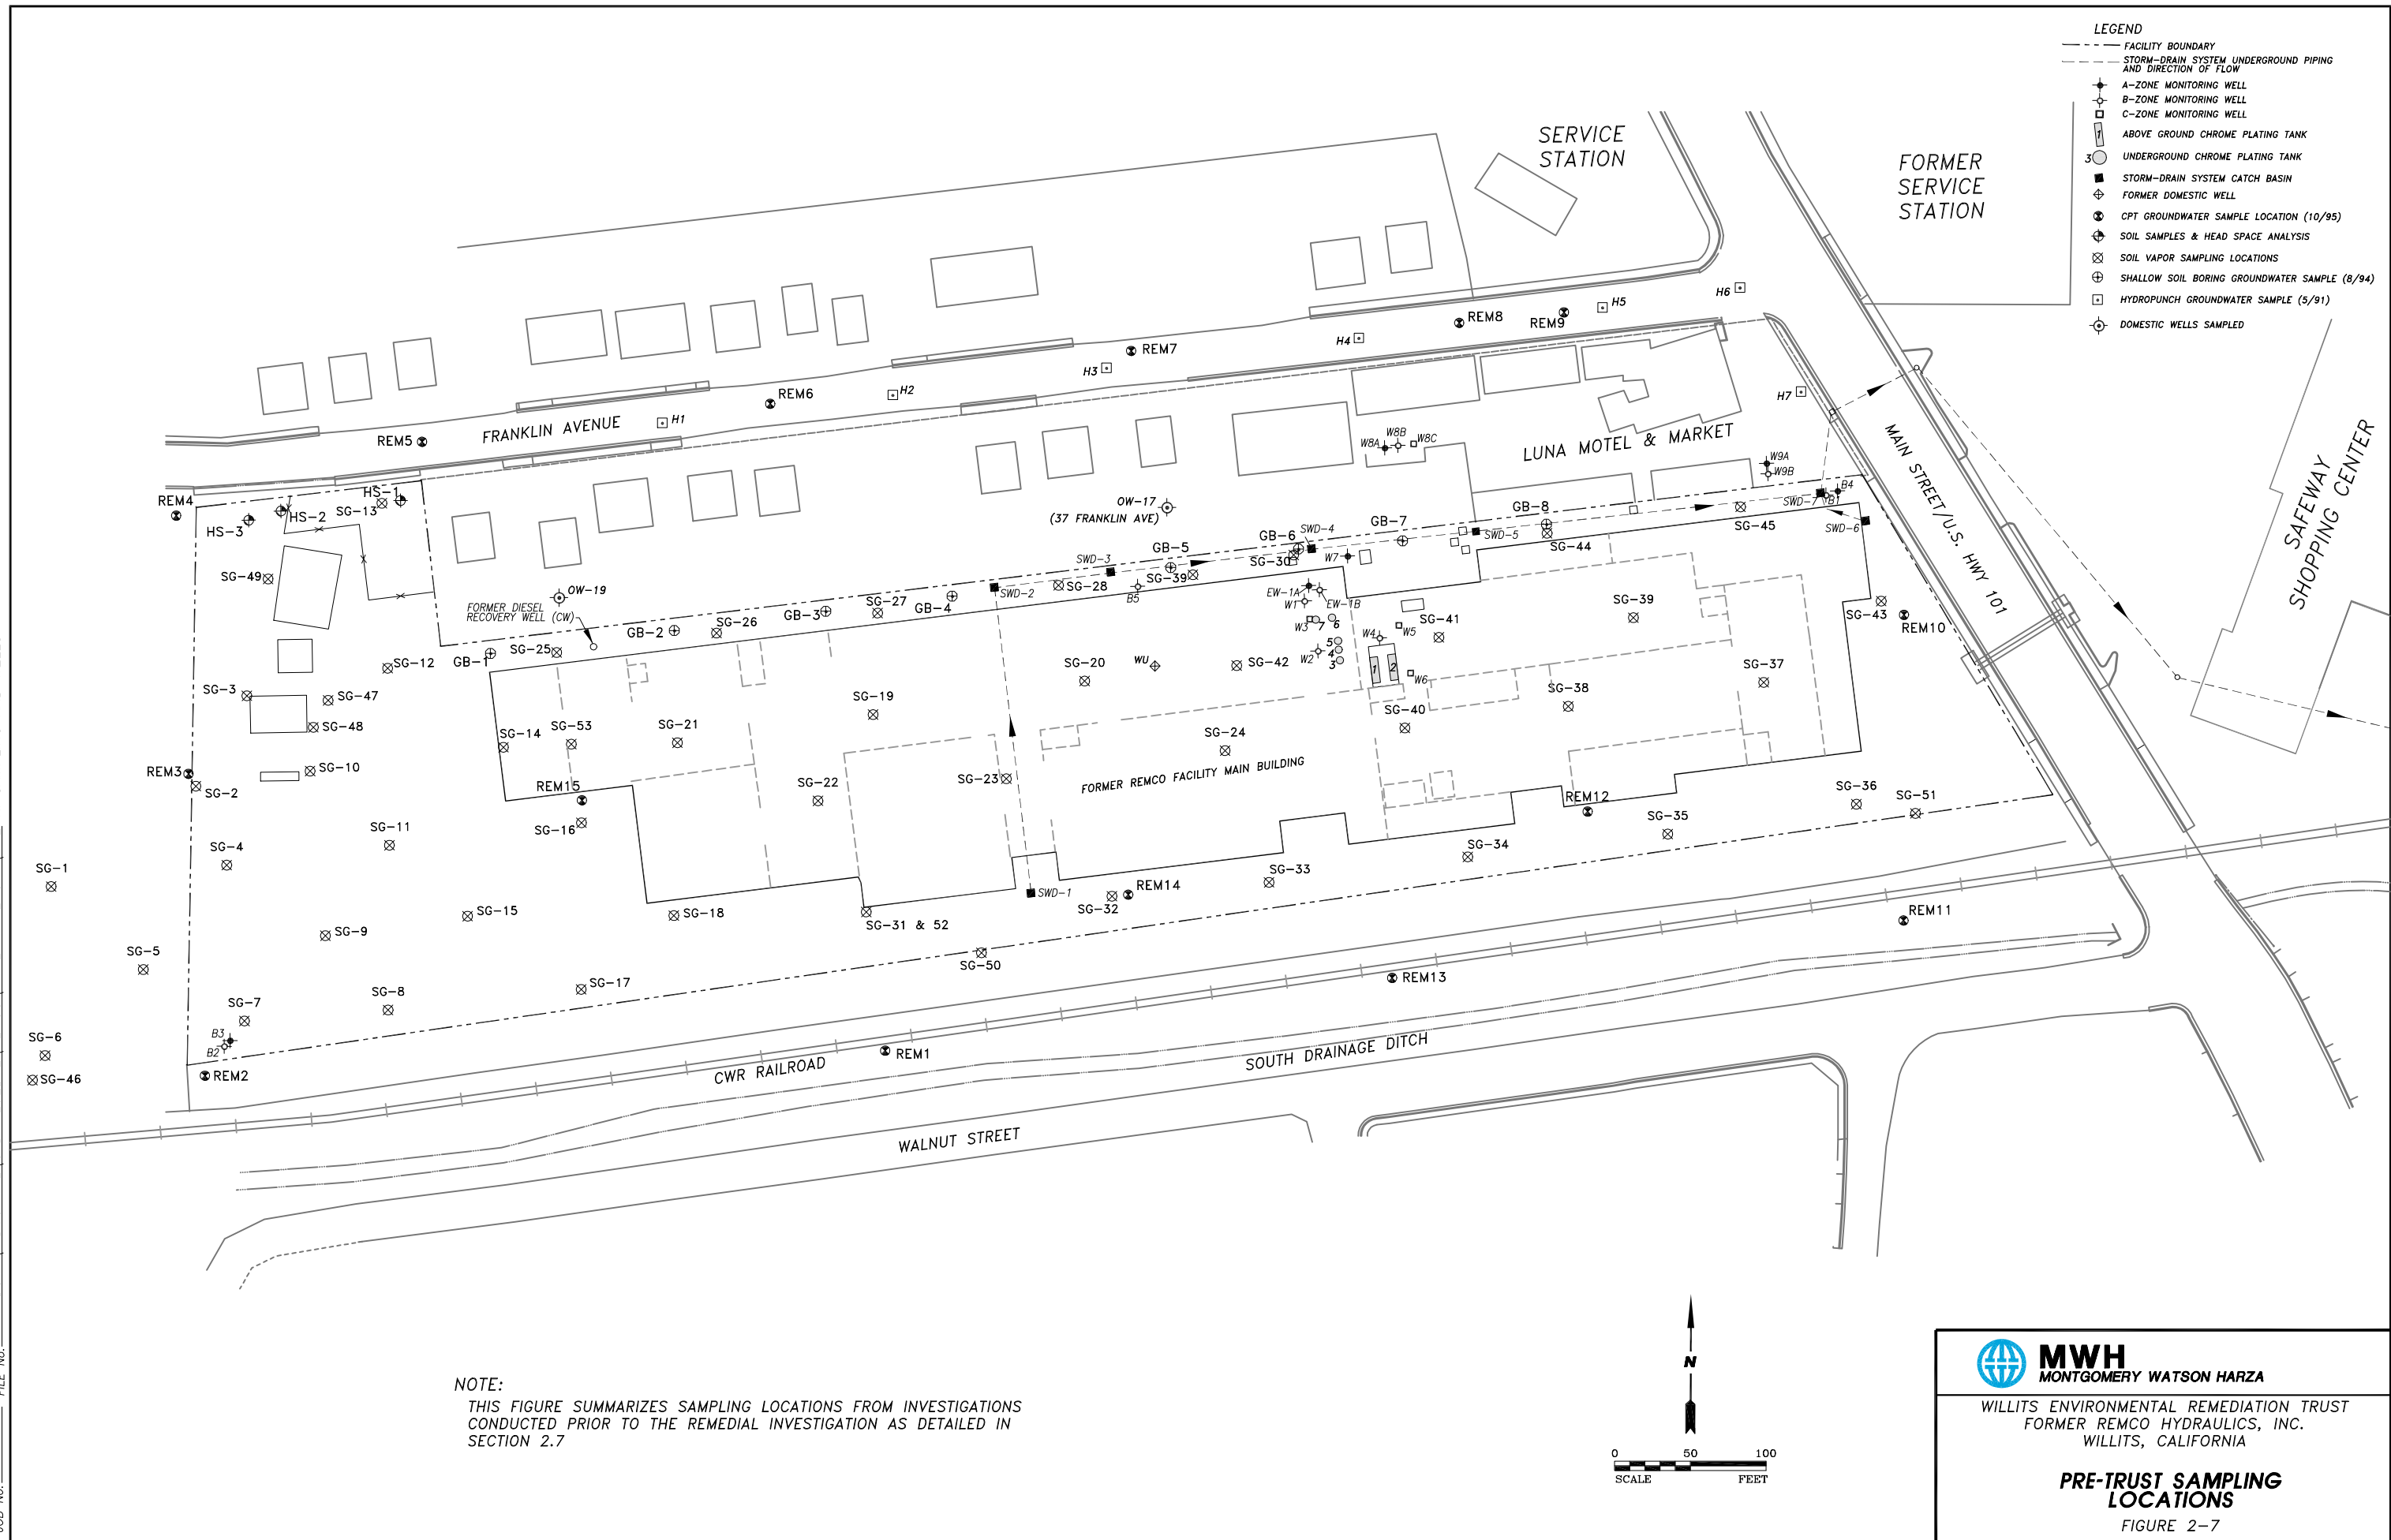 LEGEND
FACILITY BOUNDARY
STORM-DRAIN SYSTEM UNDERGROUND PIPING
AND DIRECTION OF FLOW
A-ZONE MONITORING WELL
B-ZONE MONITORING WELL
C-ZONE MONITORING WELL
1 ABOVE GROUND CHROME PLATING TANK
3 UNDERGROUND CHROME PLATING TANK
STORM-DRAIN SYSTEM CATCH BASIN
FORMER DOMESTIC WELL
CPT GROUNDWATER SAMPLE LOCATION (10/95)
SOIL SAMPLES & HEAD SPACE ANALYSIS
SOIL VAPOR SAMPLING LOCATIONS
SHALLOW SOIL BORING GROUNDWATER SAMPLE (8/94)
HYDROPUNCH GROUNDWATER SAMPLE (5/91)
DOMESTIC WELLS SAMPLED
SERVICE
STATION
FORMER
SERVICE
STATION
SAFEWAY
SHOPPING CENTER
MAIN STREET/U.S. HWY 101
LUNA MOTEL & MARKET
FRANKLIN AVENUE
H1
H2
H3
H4
H5
H6
H7
REM4
REM5
REM6
REM7
REM8
REM9
W8A
W8B
W8C
W9A
W9B
B4
B1
SWD-7
SWD-6
HS-1
SG-13
HS-2
HS-3
SG-49
OW-17
(37 FRANKLIN AVE)
OW-19
FORMER DIESEL
RECOVERY WELL (CW)
GB-1
GB-2
GB-3
GB-4
GB-5
GB-6
GB-7
GB-8
SWD-2
SWD-3
SWD-4
SWD-5
SG-25
SG-26
SG-27
SG-28
SG-39
SG-30
B5
W7
SG-44
SG-45
EW-1A
EW-1B
W1
W3
7
6
5
4
3
W2
W4
W5
W6
1
2
SG-41
SG-39
SG-43
REM10
SG-12
SG-3
SG-47
SG-48
SG-10
REM3
SG-2
SG-14
SG-53
SG-21
SG-19
SG-20
WU
SG-42
SG-24
SG-40
SG-38
SG-37
SG-22
SG-23
FORMER REMCO FACILITY MAIN BUILDING
REM15
SG-16
REM12
SG-36
SG-51
SG-35
SG-34
SG-33
REM14
SG-32
SWD-1
SG-31 & 52
SG-18
SG-15
SG-11
SG-4
SG-1
SG-9
SG-5
SG-8
SG-7
B3
B2
SG-6
SG-46
REM2
SG-17
SG-50
REM1
REM13
REM11
CWR RAILROAD
SOUTH DRAINAGE DITCH
WALNUT STREET
NOTE:
THIS FIGURE SUMMARIZES SAMPLING LOCATIONS FROM INVESTIGATIONS
CONDUCTED PRIOR TO THE REMEDIAL INVESTIGATION AS DETAILED IN
SECTION 2.7
N
0 50 100
SCALE FEET
MWH
MONTGOMERY WATSON HARZA
WILLITS ENVIRONMENTAL REMEDIATION TRUST
FORMER REMCO HYDRAULICS, INC.
WILLITS, CALIFORNIA
PRE-TRUST SAMPLING
LOCATIONS
FIGURE 2-7
FILE No.
JOB No.